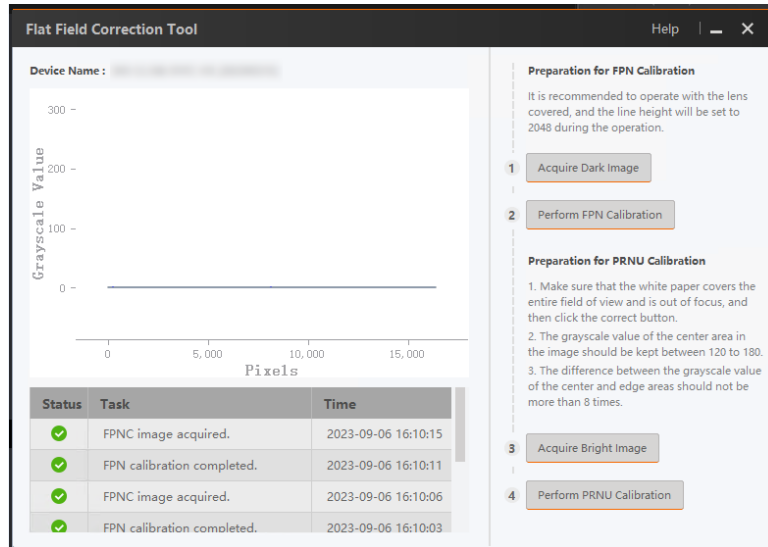 Flat Field Correction Tool
Help
Device Name :
300
200
100
0
Grayscale Value
0
5,000
10,000
15,000
Pixels
Status Task Time
FPNC image acquired. 2023-09-06 16:10:15
FPN calibration completed. 2023-09-06 16:10:11
FPNC image acquired. 2023-09-06 16:10:06
FPN calibration completed. 2023-09-06 16:10:03
Preparation for FPN Calibration
It is recommended to operate with the lens
covered, and the line height will be set to
2048 during the operation.
1 Acquire Dark Image
2 Perform FPN Calibration
Preparation for PRNU Calibration
1. Make sure that the white paper covers the
entire field of view and is out of focus, and
then click the correct button.
2. The grayscale value of the center area in
the image should be kept between 120 to 180.
3. The difference between the grayscale value
of the center and edge areas should not be
more than 8 times.
3 Acquire Bright Image
4 Perform PRNU Calibration